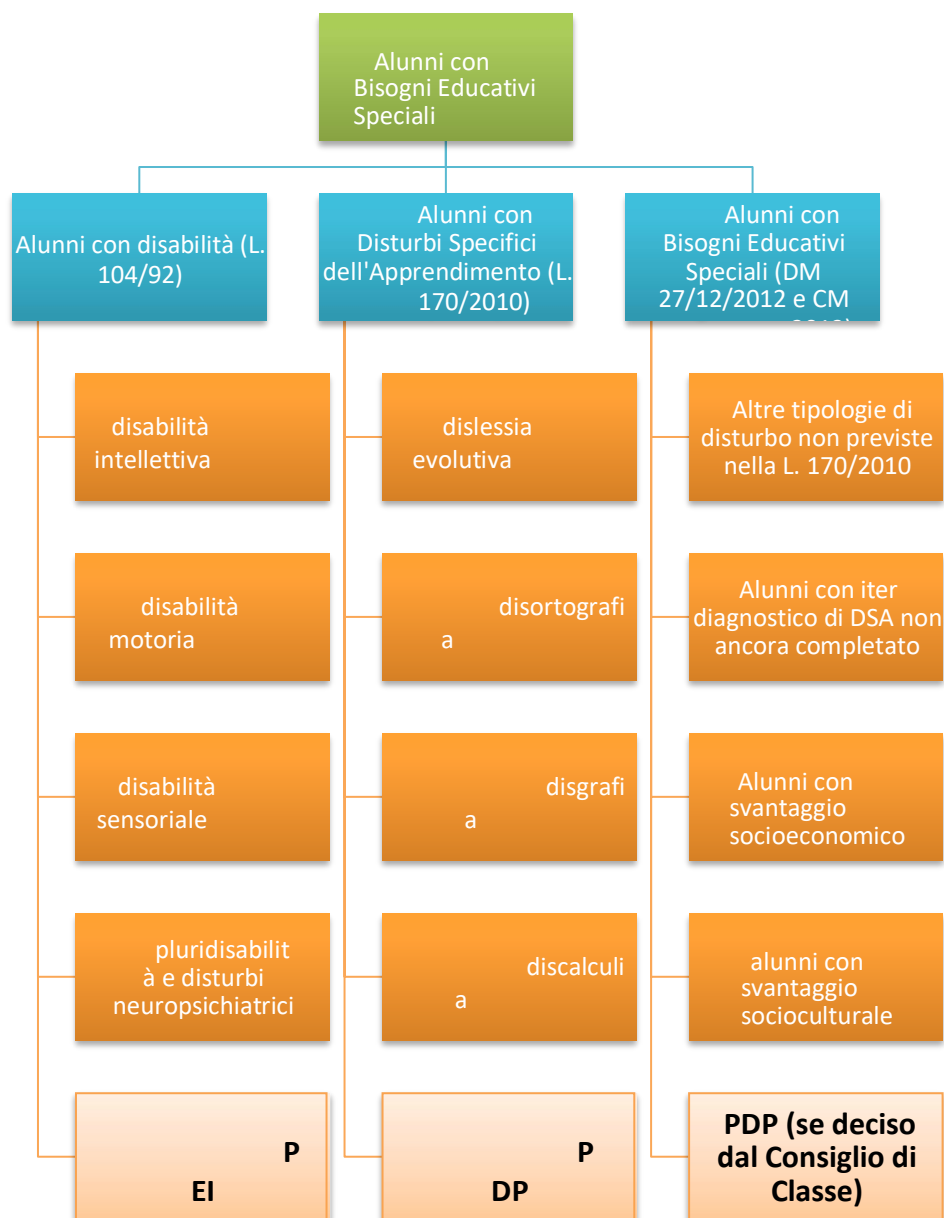 Alunni con
Bisogni Educativi
Speciali
Alunni con disabilità (L.
104/92)
Alunni con
Disturbi Specifici
dell'Apprendimento (L.
170/2010)
Alunni con
Bisogni Educativi
Speciali (DM
27/12/2012 e CM
disabilità
intellettiva
dislessia
evolutiva
Altre tipologie di
disturbo non previste
nella L. 170/2010
disabilità
motoria
disortografi
a
Alunni con iter
diagnostico di DSA non
ancora completato
disabilità
sensoriale
disgrafi
a
Alunni con
svantaggio
socioeconomico
pluridisabilit
à e disturbi
neuropsichiatrici
discalculi
a
alunni con
svantaggio
socioculturale
P
EI
P
DP
PDP (se deciso
dal Consiglio di
Classe)